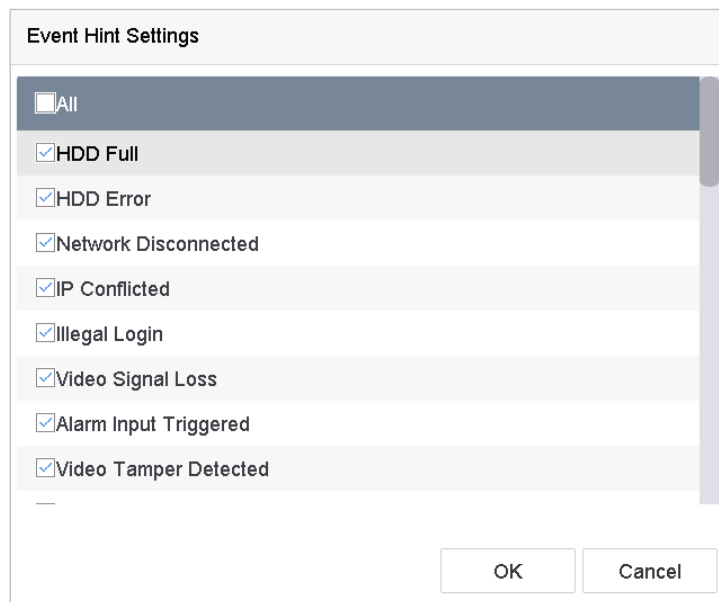 Event Hint Settings
All
HDD Full
HDD Error
Network Disconnected
IP Conflicted
Illegal Login
Video Signal Loss
Alarm Input Triggered
Video Tamper Detected
OK Cancel